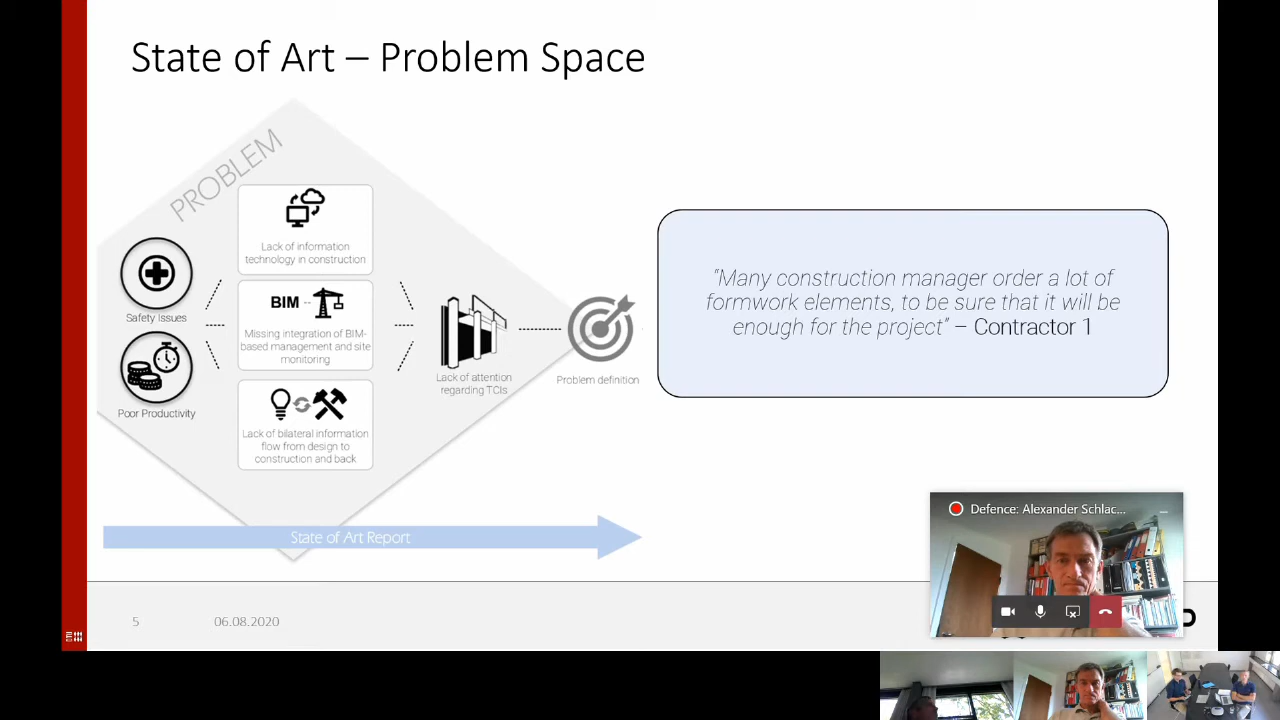 State of Art – Problem Space
PROBLEM
Lack of information
technology in construction
Safety Issues
BIM
Missing integration of BIM-
based management and site
monitoring
Poor Productivity
Lack of bilateral information
flow from design to
construction and back
Lack of attention
regarding TCIs
Problem definition
"Many construction manager order a lot of
formwork elements, to be sure that it will be
enough for the project" – Contractor 1
State of Art Report
Defence: Alexander Schlac...
5
06.08.2020